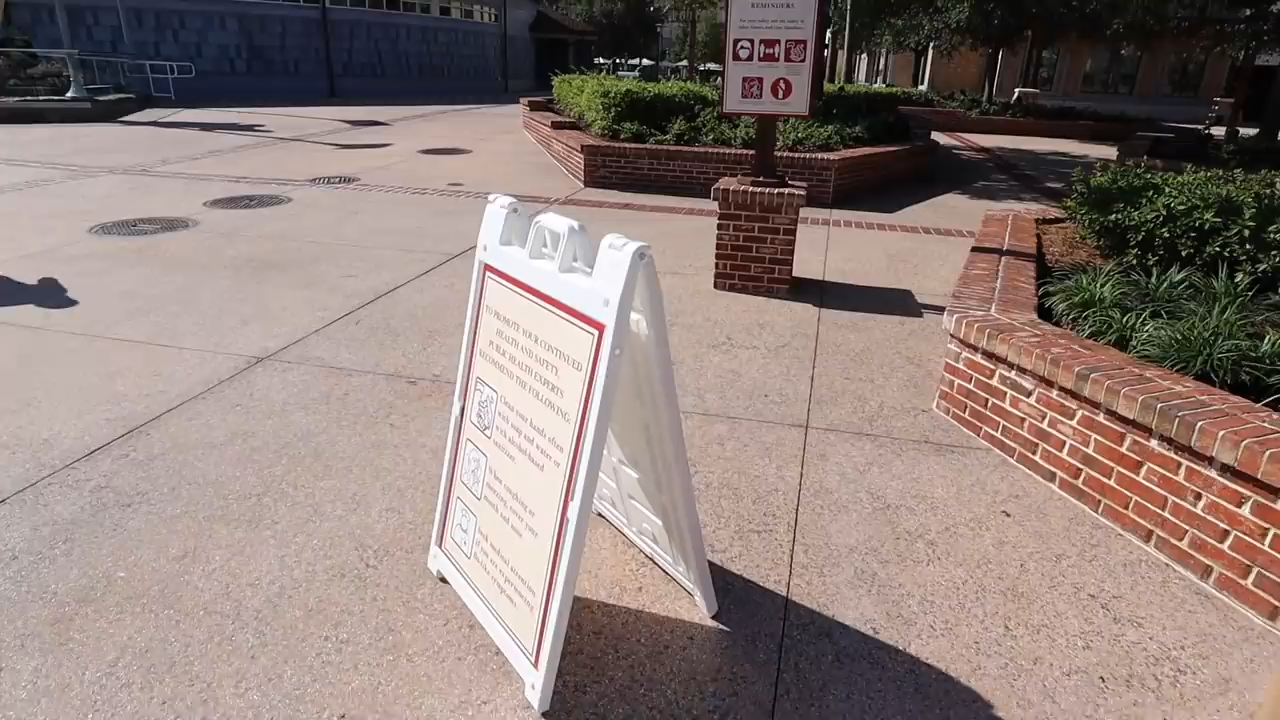 REMINDERS
TO PROMOTE YOUR CONTINUED
HEALTH AND SAFETY,
PUBLIC HEALTH EXPERTS
RECOMMEND THE FOLLOWING:
Clean your hands often
with soap and water or
with alcohol-based
sanitizer.
When coughing or
sneezing, cover your
mouth and nose.
Seek medical attention
if you are experiencing
flu-like symptoms.